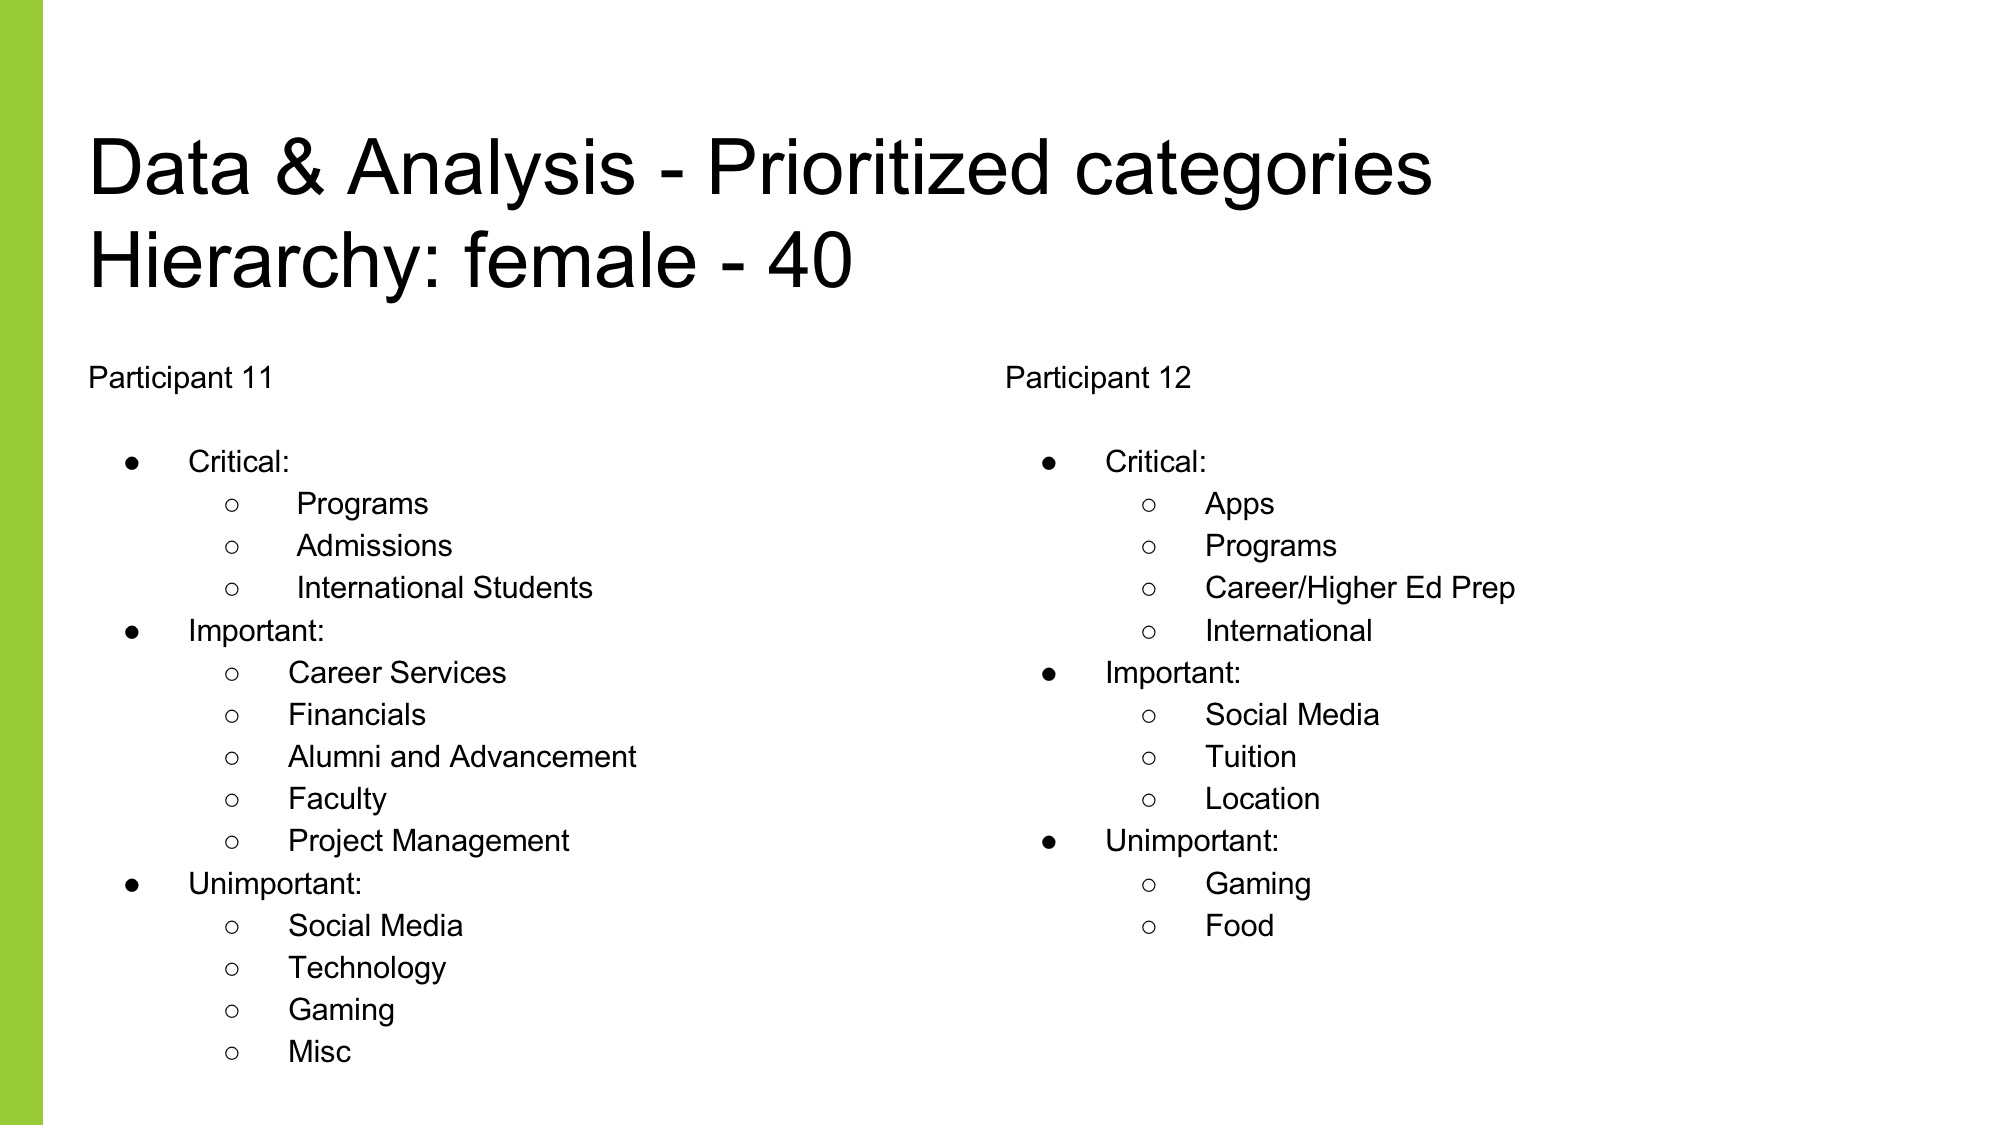 Data & Analysis - Prioritized categories
Hierarchy: female - 40
Participant 11
● Critical:
○ Programs
○ Admissions
○ International Students
● Important:
○ Career Services
○ Financials
○ Alumni and Advancement
○ Faculty
○ Project Management
● Unimportant:
○ Social Media
○ Technology
○ Gaming
○ Misc
Participant 12
● Critical:
○ Apps
○ Programs
○ Career/Higher Ed Prep
○ International
● Important:
○ Social Media
○ Tuition
○ Location
● Unimportant:
○ Gaming
○ Food